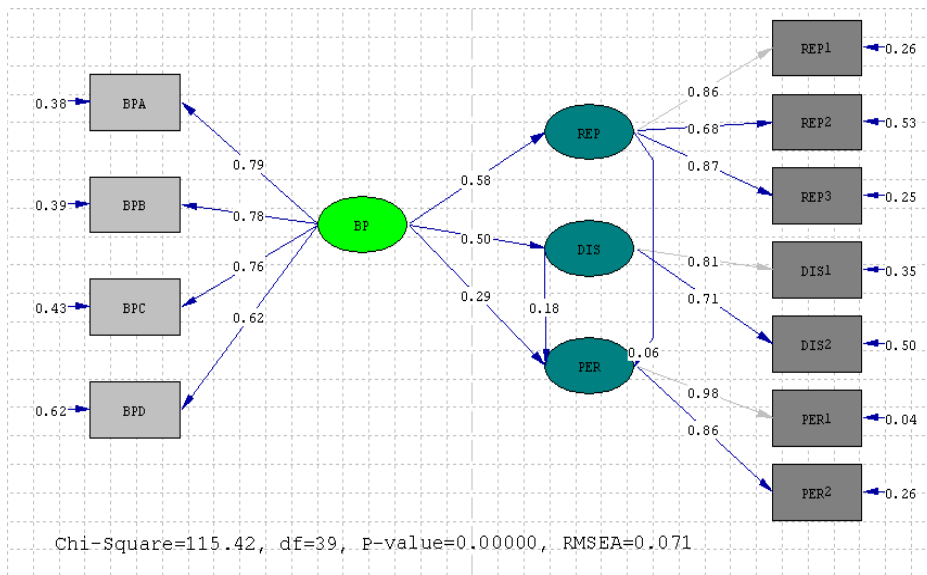 REP1
0.26
0.86
0.38 BPA
REP
0.68 REP2 0.53
0.79
0.58
0.87
0.39 BPB
0.78
REP3 0.25
BP
0.50
DIS
0.81 DIS1 0.35
0.76
0.29
0.71
0.43 BPC
0.62
0.18
DIS2 0.50
PER
0.06
0.98
0.62 BPD
PER1 0.04
0.86
PER2 0.26
Chi-Square=115.42, df=39, P-value=0.00000, RMSEA=0.071